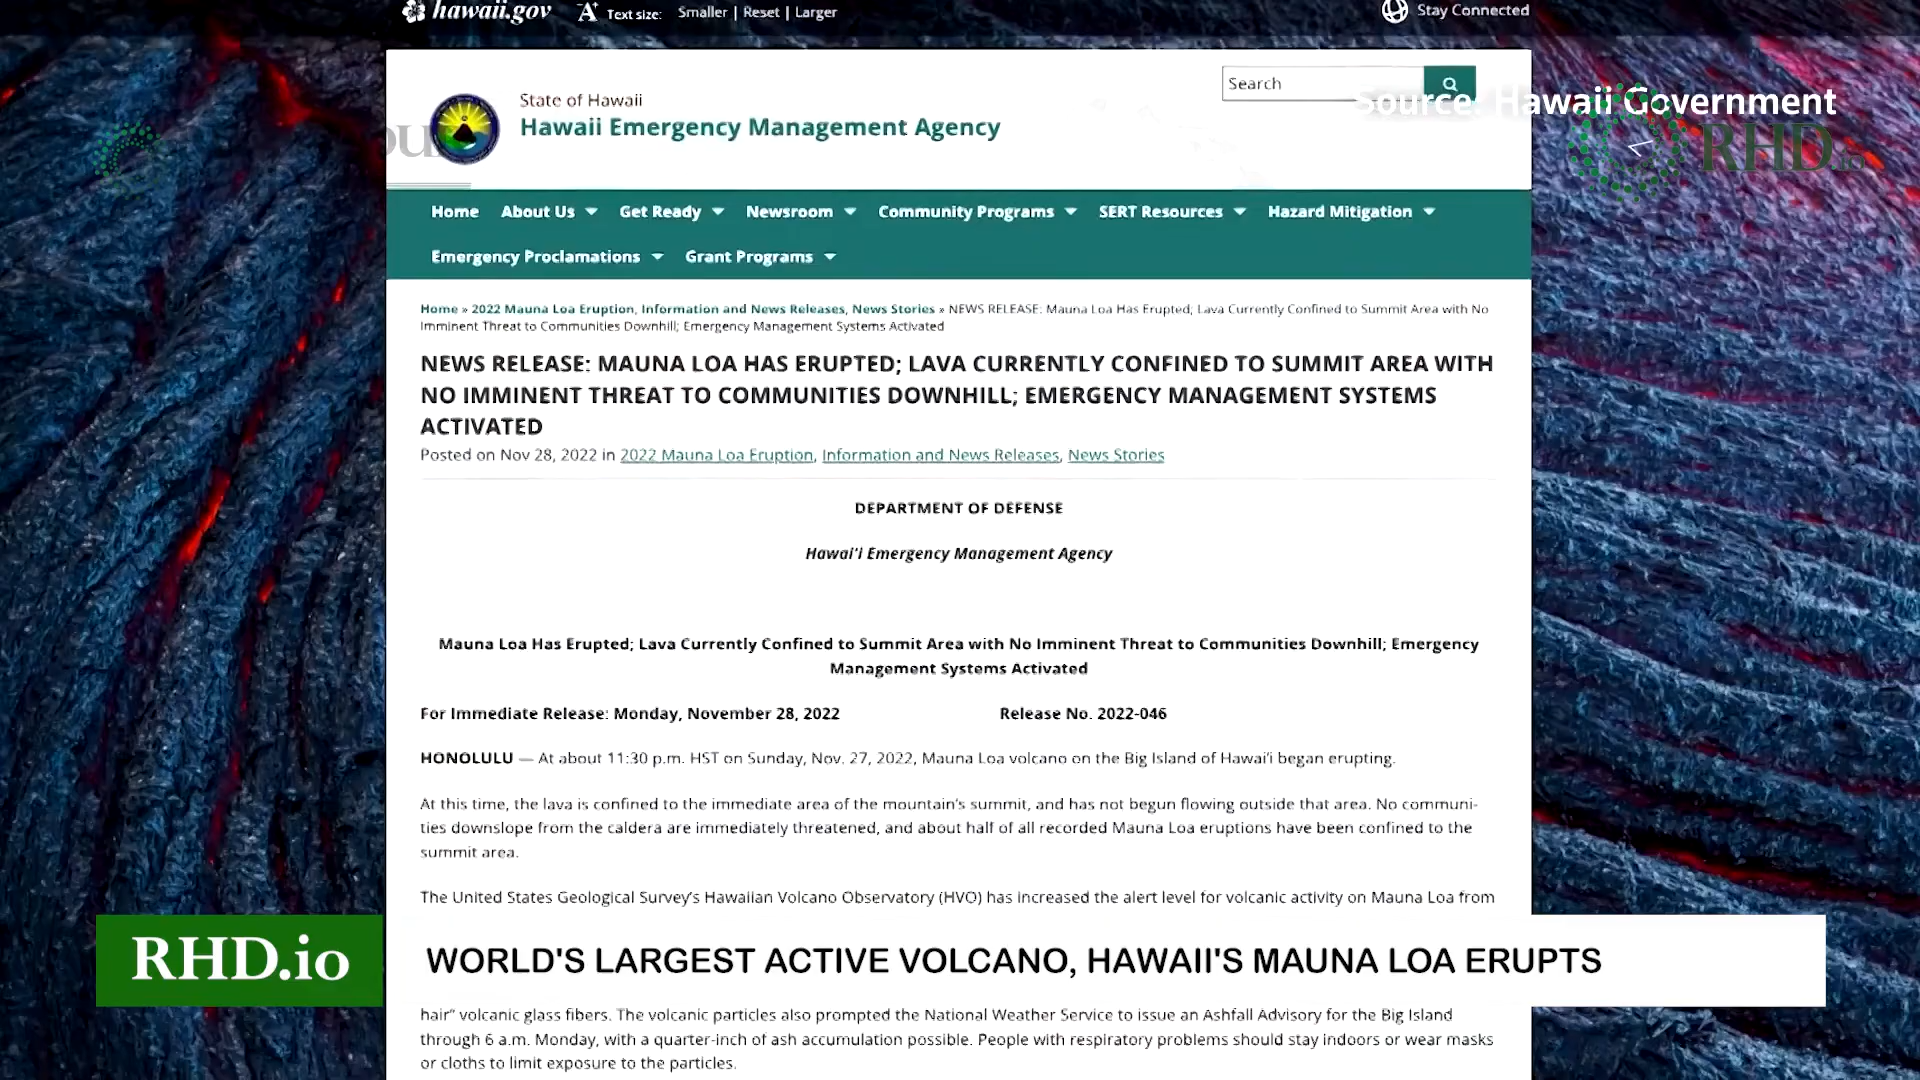 hawaii.gov
Text size: Smaller | Reset | Larger
Stay Connected
Search
Source: Hawaii Government
State of Hawaii
Hawaii Emergency Management Agency
RHD.io
Home About Us Get Ready Newsroom Community Programs SERT Resources Hazard Mitigation
Emergency Proclamations Grant Programs
Home » 2022 Mauna Loa Eruption, Information and News Releases, News Stories » NEWS RELEASE: Mauna Loa Has Erupted; Lava Currently Confined to Summit Area with No
Imminent Threat to Communities Downhill; Emergency Management Systems Activated
NEWS RELEASE: MAUNA LOA HAS ERUPTED; LAVA CURRENTLY CONFINED TO SUMMIT AREA WITH
NO IMMINENT THREAT TO COMMUNITIES DOWNHILL; EMERGENCY MANAGEMENT SYSTEMS
ACTIVATED
Posted on Nov 28, 2022 in 2022 Mauna Loa Eruption, Information and News Releases, News Stories
DEPARTMENT OF DEFENSE
Hawai'i Emergency Management Agency
Mauna Loa Has Erupted; Lava Currently Confined to Summit Area with No Imminent Threat to Communities Downhill; Emergency
Management Systems Activated
For Immediate Release: Monday, November 28, 2022 Release No. 2022-046
HONOLULU — At about 11:30 p.m. HST on Sunday, Nov. 27, 2022, Mauna Loa volcano on the Big Island of Hawai'i began erupting.
At this time, the lava is confined to the immediate area of the mountain's summit, and has not begun flowing outside that area. No communi-
ties downslope from the caldera are immediately threatened, and about half of all recorded Mauna Loa eruptions have been confined to the
summit area.
The United States Geological Survey's Hawaiian Volcano Observatory (HVO) has increased the alert level for volcanic activity on Mauna Loa from
RHD.io
WORLD'S LARGEST ACTIVE VOLCANO, HAWAII'S MAUNA LOA ERUPTS
hair" volcanic glass fibers. The volcanic particles also prompted the National Weather Service to issue an Ashfall Advisory for the Big Island
through 6 a.m. Monday, with a quarter-inch of ash accumulation possible. People with respiratory problems should stay indoors or wear masks
or cloths to limit exposure to the particles.